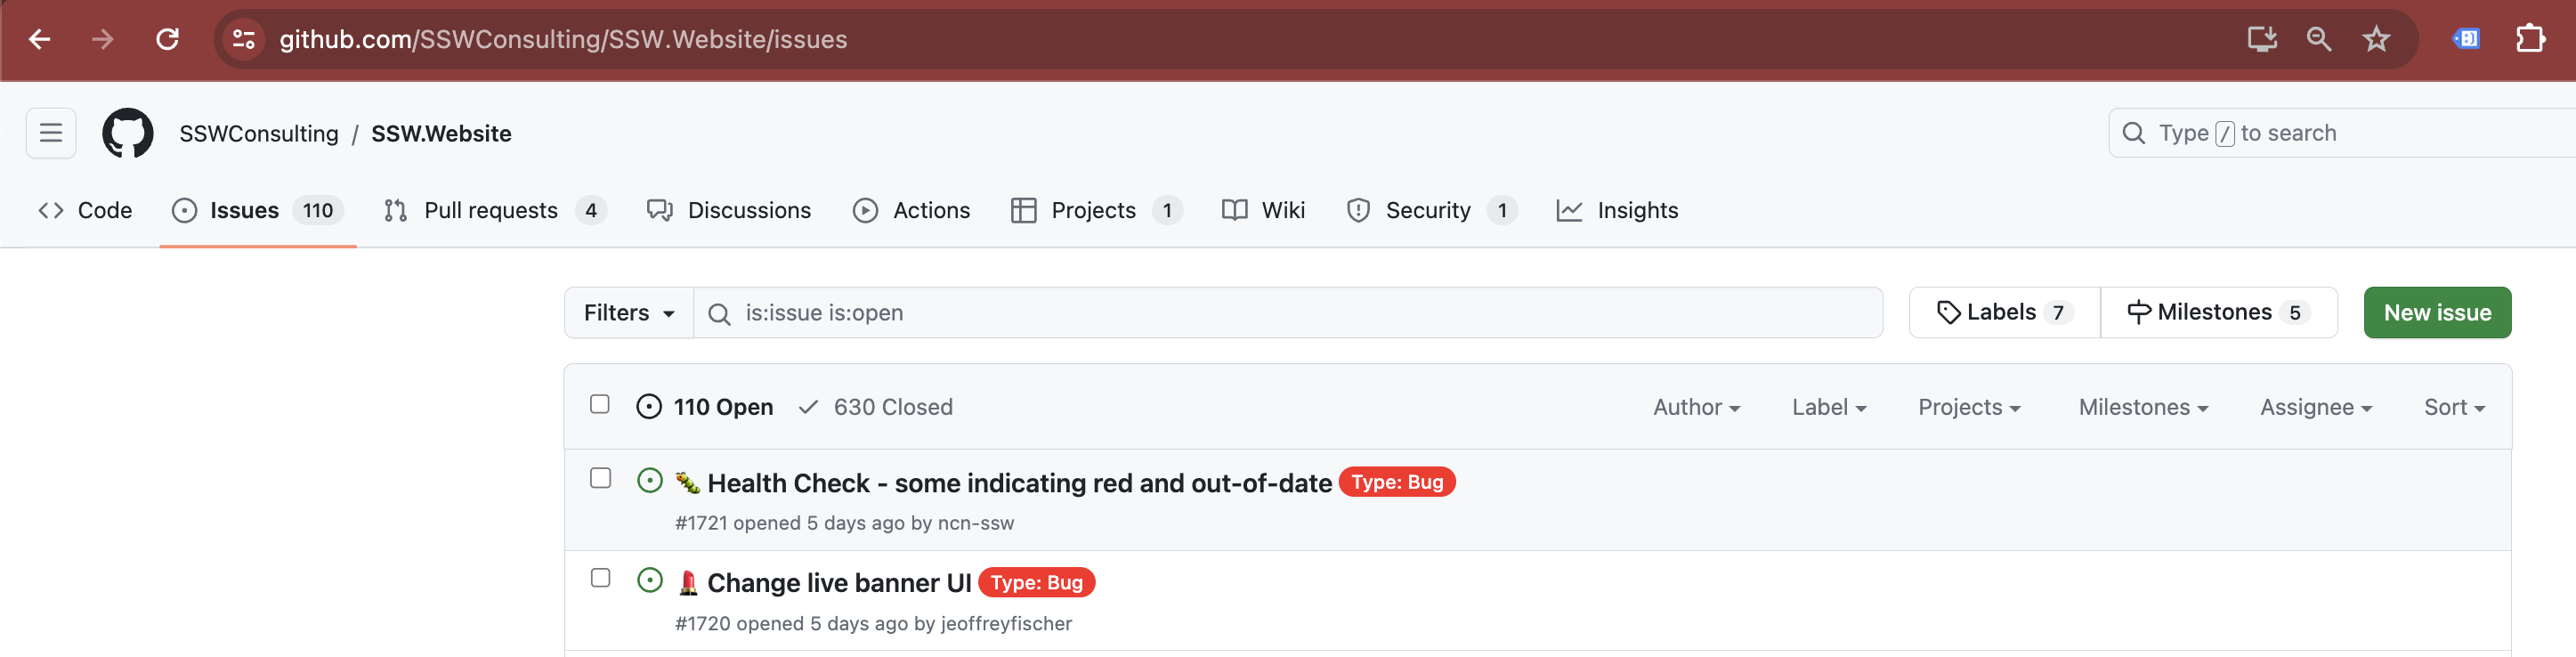 github.com/SSWConsulting/SSW.Website/issues
SSWConsulting / SSW.Website
Type / to search
Code Issues 110 Pull requests 4 Discussions Actions Projects 1 Wiki Security 1 Insights
Filters is:issue is:open Labels 7 Milestones 5 New issue
110 Open 630 Closed Author Label Projects Milestones Assignee Sort
🐛 Health Check - some indicating red and out-of-date Type: Bug
#1721 opened 5 days ago by ncn-ssw
💄 Change live banner UI Type: Bug
#1720 opened 5 days ago by jeoffreyfischer